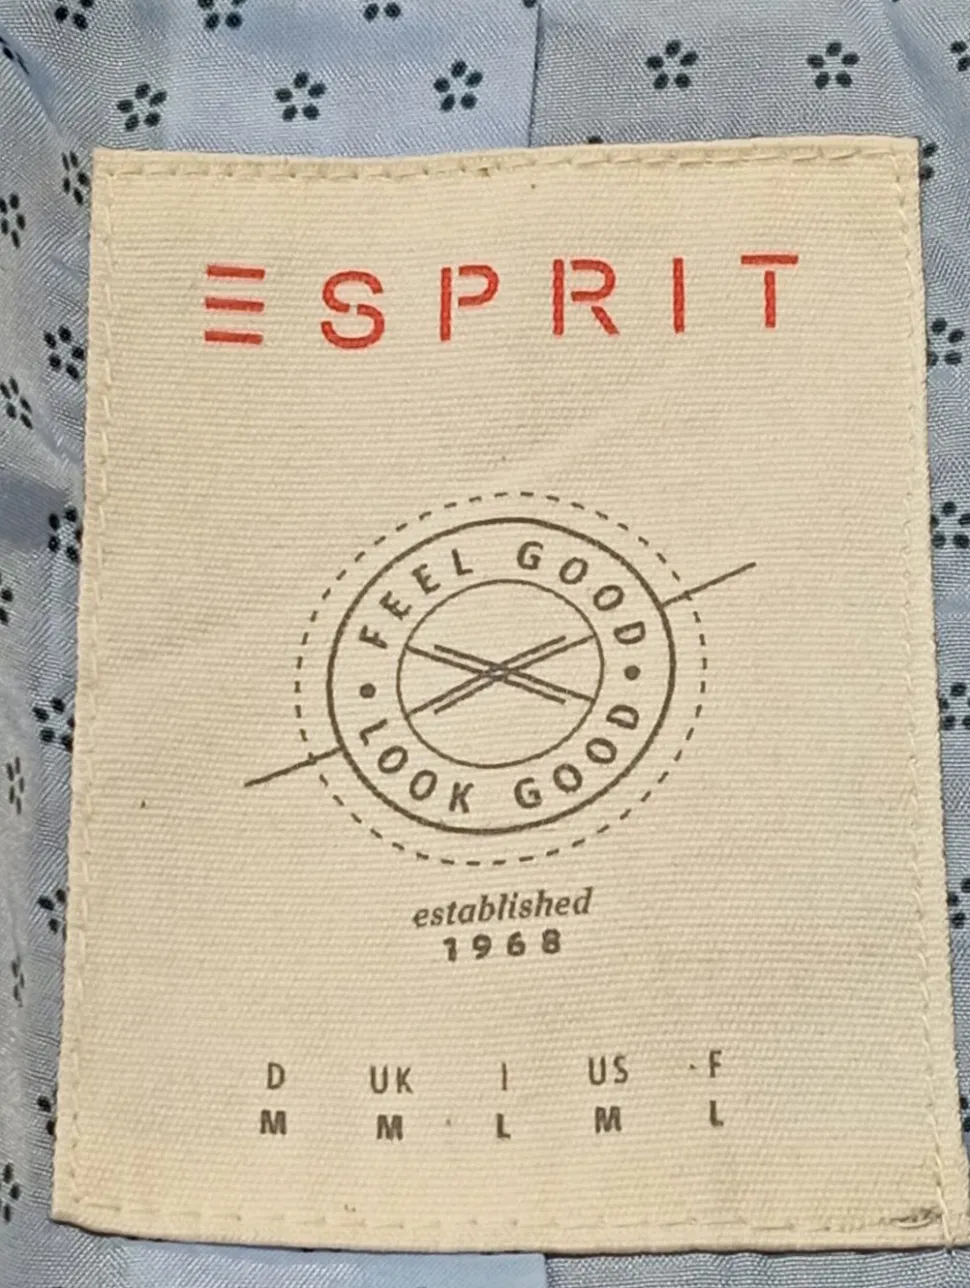 ESPRIT
FEEL GOOD
• LOOK GOOD •
established
1968
D UK I US F
M M L M L